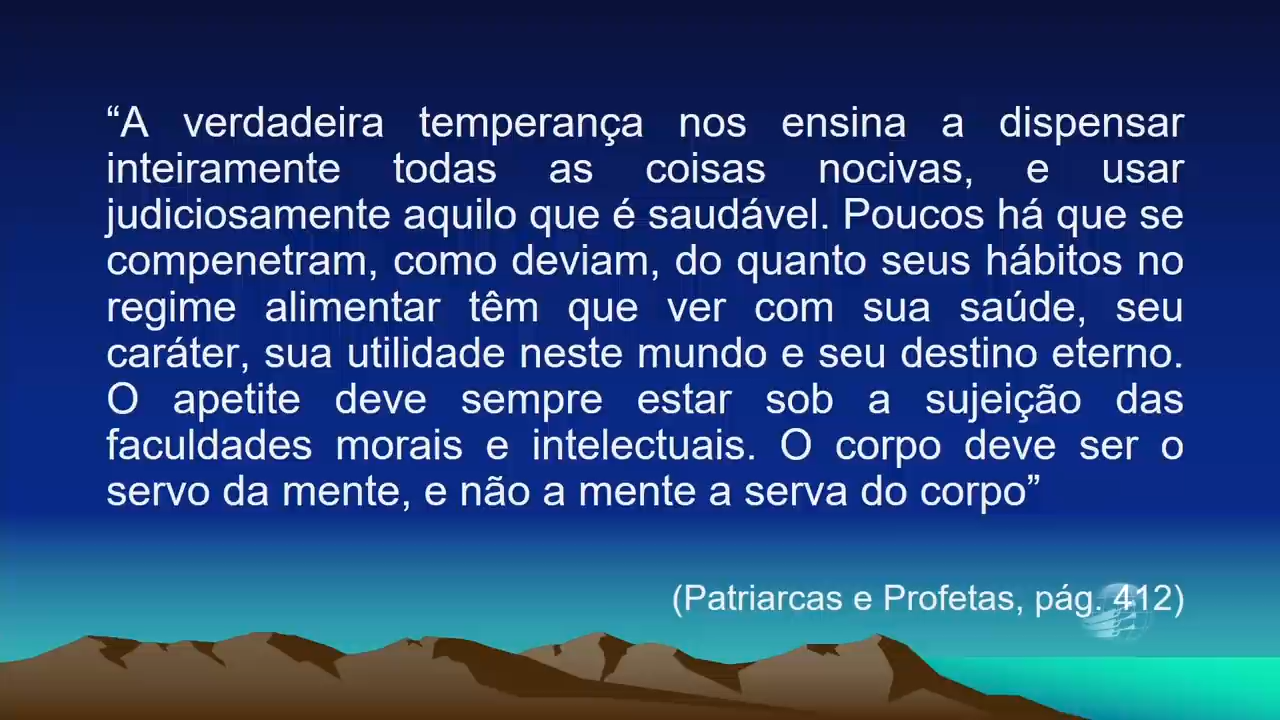 “A verdadeira temperança nos ensina a dispensar
inteiramente todas as coisas nocivas, e usar
judiciosamente aquilo que é saudável. Poucos há que se
compenetram, como deviam, do quanto seus hábitos no
regime alimentar têm que ver com sua saúde, seu
caráter, sua utilidade neste mundo e seu destino eterno.
O apetite deve sempre estar sob a sujeição das
faculdades morais e intelectuais. O corpo deve ser o
servo da mente, e não a mente a serva do corpo”
(Patriarcas e Profetas, pág. 412)